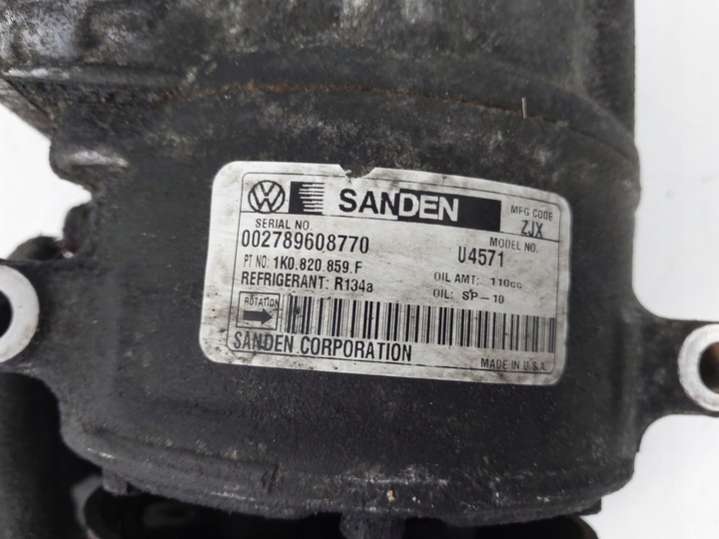 VW SANDEN MFG CODE
ZJX
SERIAL NO. MODEL NO.
002789608770 U4571
PT NO: 1K0.820 859.F OIL AMT: 110cc
REFRIGERANT: R134a OIL: SP-10
ROTATION
SANDEN CORPORATION MADE IN U.S.A.